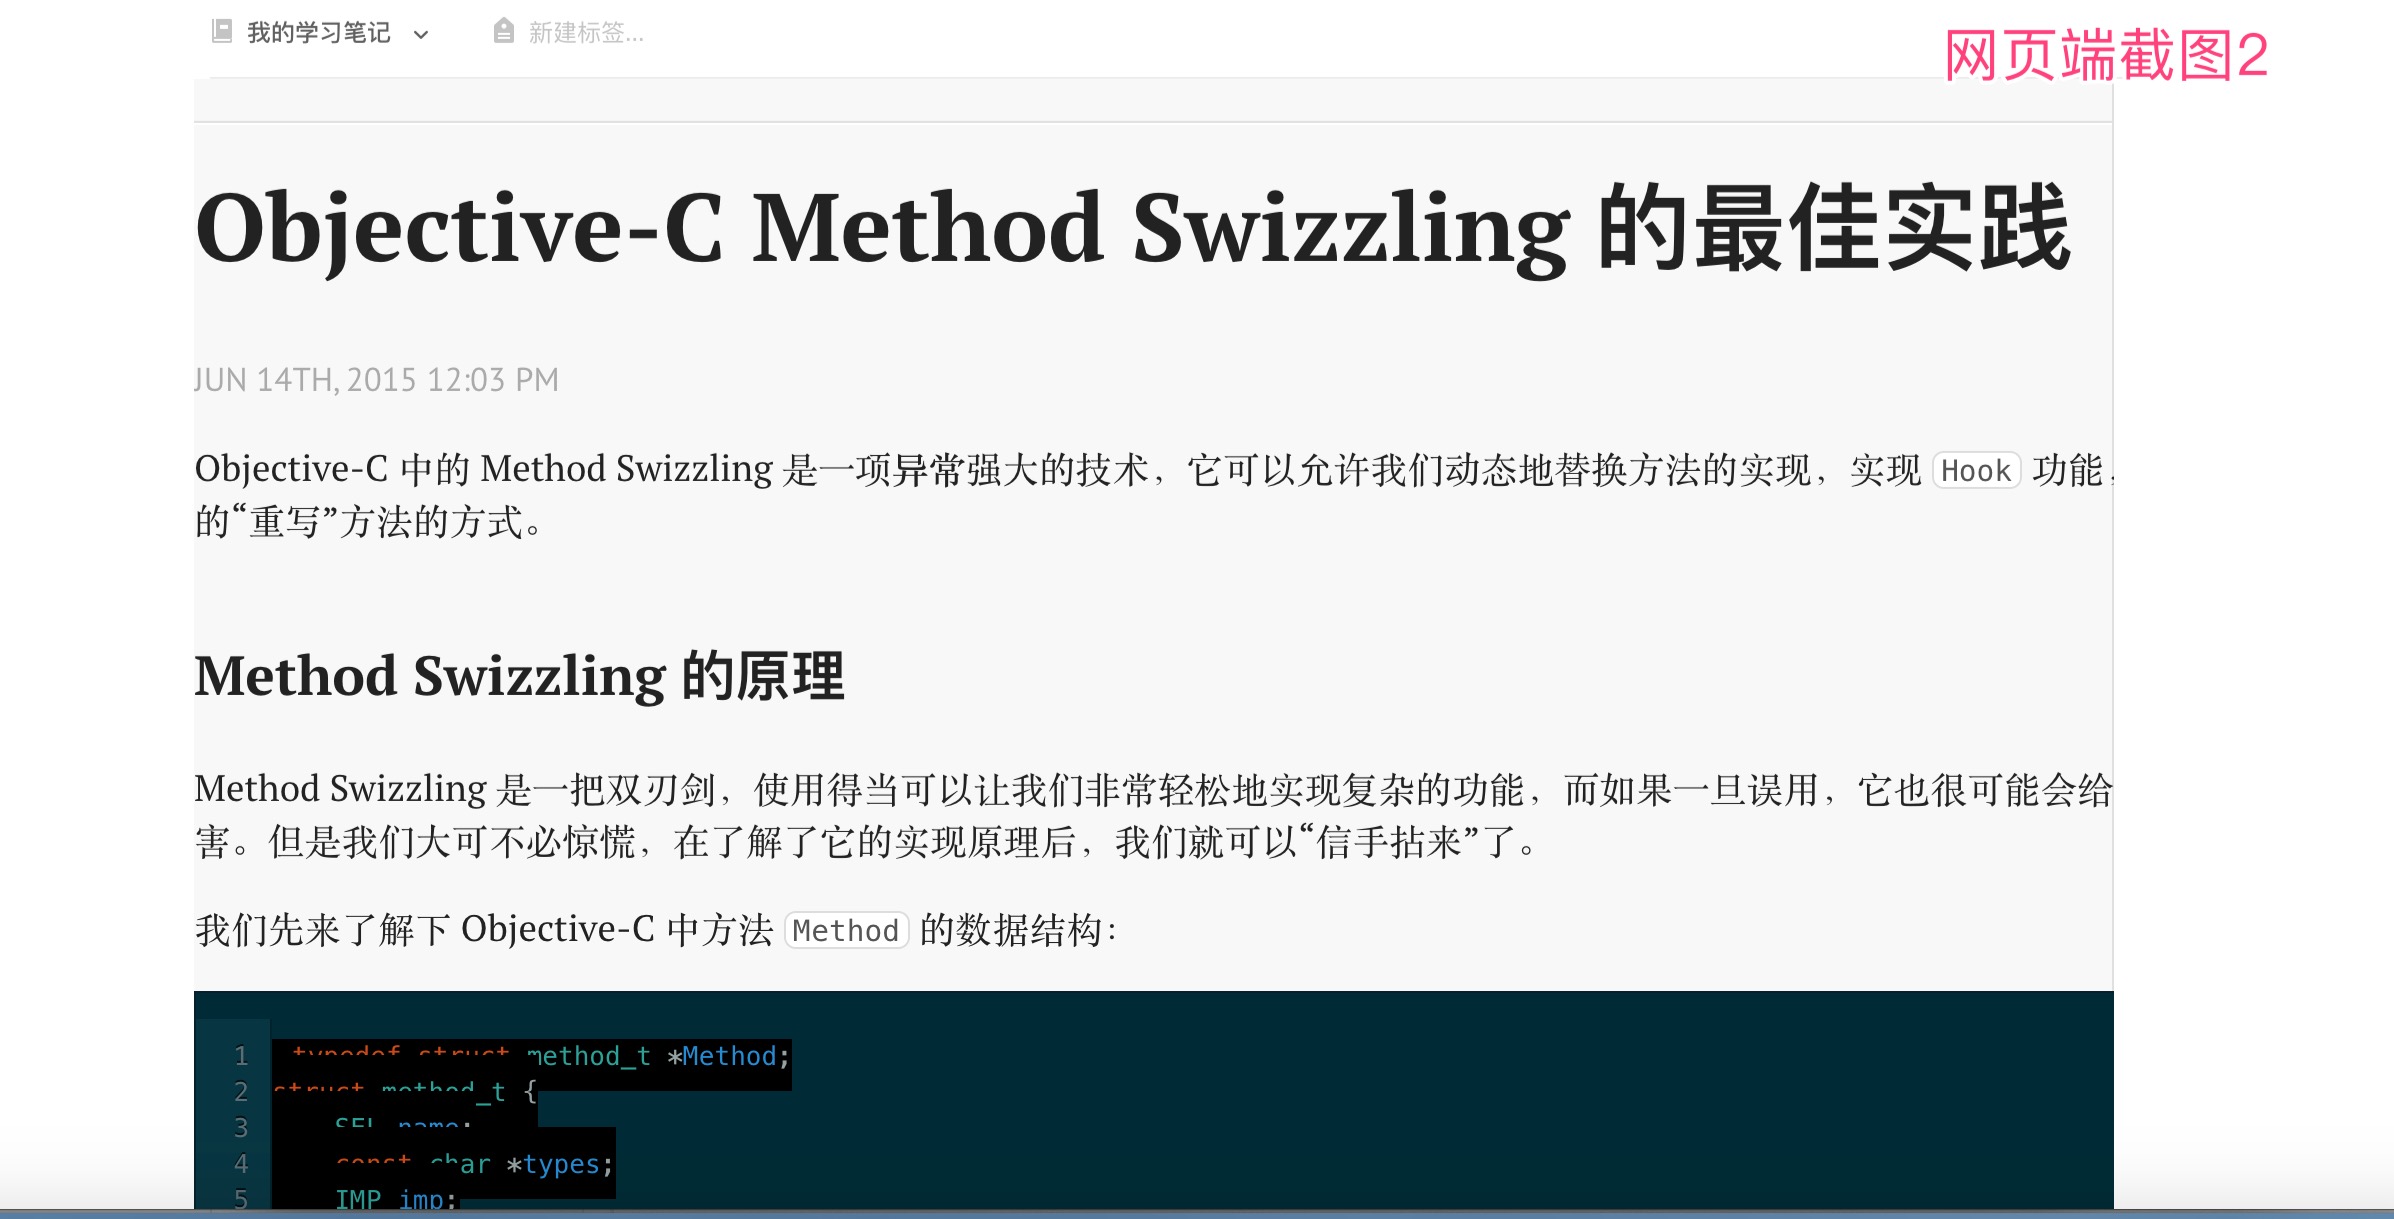 我的学习笔记
新建标签...
网页端截图2
Objective-C Method Swizzling 的最佳实践
JUN 14TH, 2015 12:03 PM
Objective-C 中的 Method Swizzling 是一项异常强大的技术，它可以允许我们动态地替换方法的实现，实现 Hook 功能，
的“重写”方法的方式。
Method Swizzling 的原理
Method Swizzling 是一把双刃剑，使用得当可以让我们非常轻松地实现复杂的功能，而如果一旦误用，它也很可能会给
害。但是我们大可不必惊慌，在了解了它的实现原理后，我们就可以“信手拈来”了。
我们先来了解下 Objective-C 中方法 Method 的数据结构：
1 typedef struct method_t *Method;
2 struct method_t {
3 SEL name;
4 const char *types;
5 IMP imp;